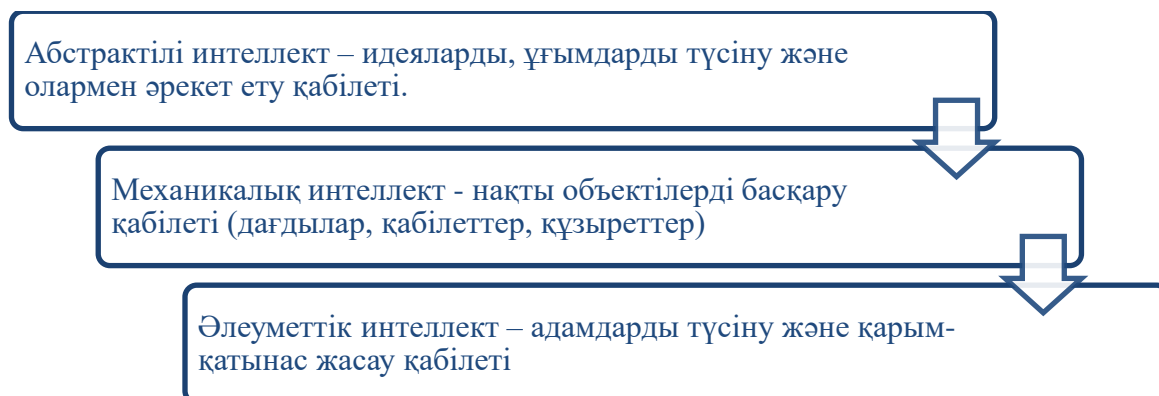 Абстрактілі интеллект – идеяларды, ұғымдарды түсіну және
олармен әрекет ету қабілеті.
Механикалық интеллект - нақты объектілерді басқару
қабілеті (дағдылар, қабілеттер, құзыреттер)
Әлеуметтік интеллект – адамдарды түсіну және қарым-
қатынас жасау қабілеті